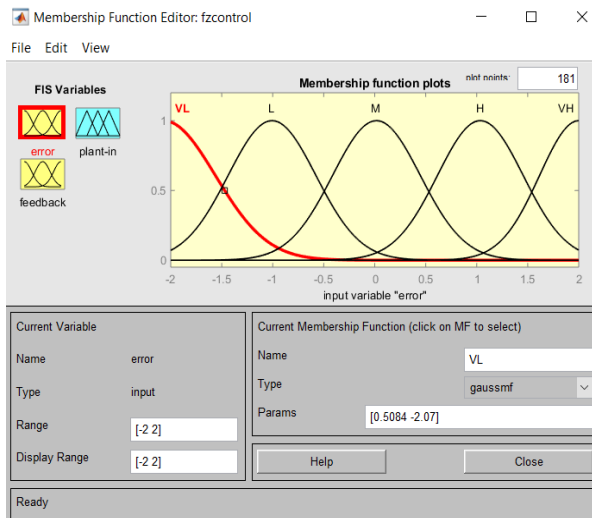 Membership Function Editor: fzcontrol
File Edit View
FIS Variables
error plant-in
feedback
Membership function plots plot points: 181
VL L M H VH
1
0.5
0
-2 -1.5 -1 -0.5 0 0.5 1 1.5 2
input variable "error"
Current Variable
Name error
Type input
Range [-2 2]
Display Range [-2 2]
Current Membership Function (click on MF to select)
Name VL
Type gaussmf
Params [0.5084 -2.07]
Help Close
Ready